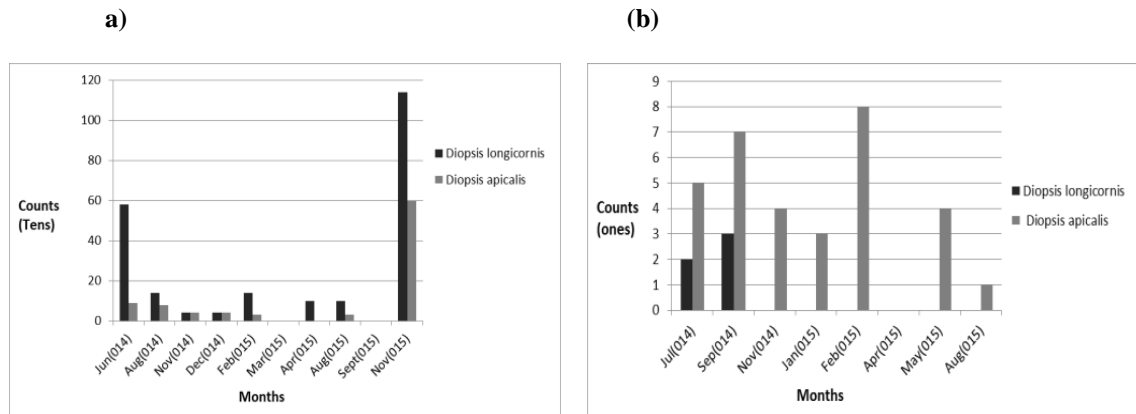 a)
(b)
120
100
80
60
40
20
0
Counts
(Tens)
Jun(014)
Aug(014)
Nov(014)
Dec(014)
Feb(015)
Mar(015)
Apr(015)
Aug(015)
Sept(015)
Nov(015)
Months
Diopsis longicornis
Diopsis apicalis
9
8
7
6
5
4
3
2
1
0
Counts
(ones)
Jul(014)
Sep(014)
Nov(014)
Jan(015)
Feb(015)
Apr(015)
May(015)
Aug(015)
Months
Diopsis longicornis
Diopsis apicalis